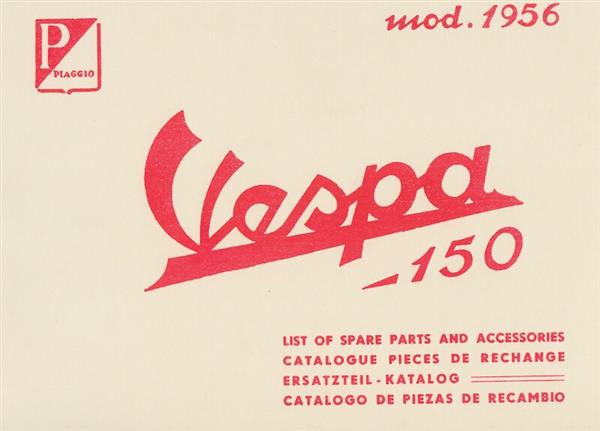 P
PIAGGIO
mod. 1956
Vespa
150
LIST OF SPARE PARTS AND ACCESSORIES
CATALOGUE PIECES DE RECHANGE
ERSATZTEIL - KATALOG
CATALOGO DE PIEZAS DE RECAMBIO